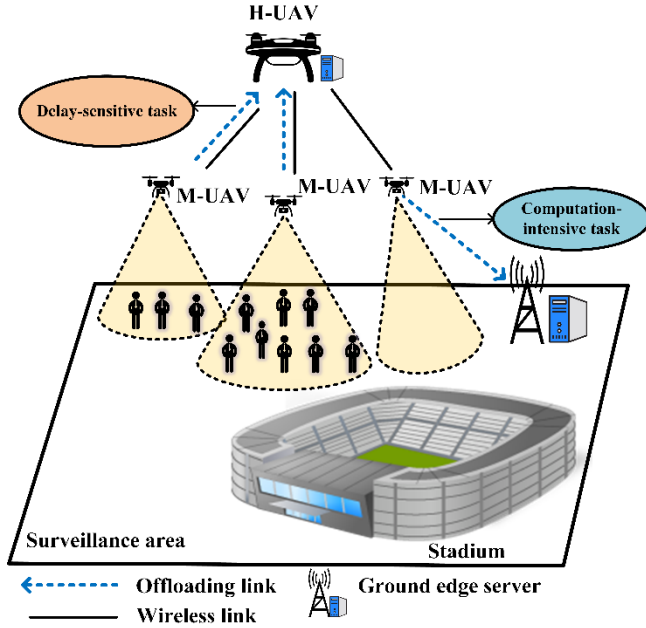 H-UAV
Delay-sensitive task
M-UAV
M-UAV
M-UAV
Computation-
intensive task
Surveillance area
Stadium
Offloading link
Ground edge server
Wireless link